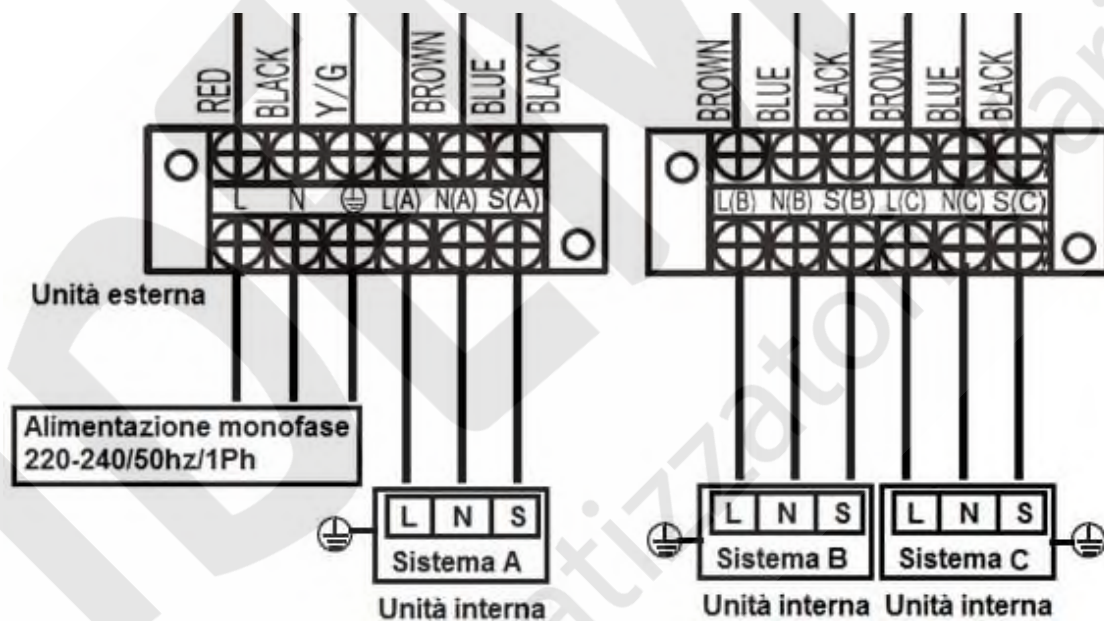 RED BLACK Y/G BROWN BLUE BLACK
BROWN BLUE BLACK BROWN BLUE BLACK
L N L(A) N(A) S(A)
L(B) N(B) S(B) L(C) N(C) S(C)
Unità esterna
Alimentazione monofase
220-240/50hz/1Ph
L N S
Sistema A
Unità interna
L N S
Sistema B
Unità interna
L N S
Sistema C
Unità interna